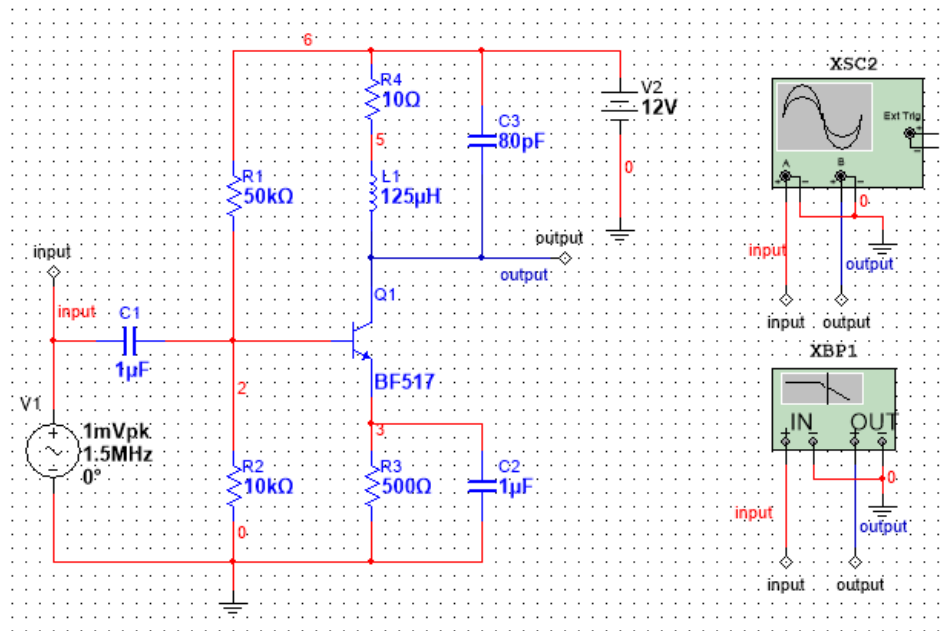 6
R4
10Ω
5
L1
125µH
C3
80pF
V2
12V
0
R1
50kΩ
input
input
C1
1µF
output
output
Q1
BF517
2
3
V1
1mVpk
1.5MHz
0°
R2
10kΩ
0
R3
500Ω
C2
1µF
XSC2
Ext Trig
+
−
A
B
+ − + −
0
input
output
input
output
XBP1
IN
OUT
+ − + −
0
input
output
input
output